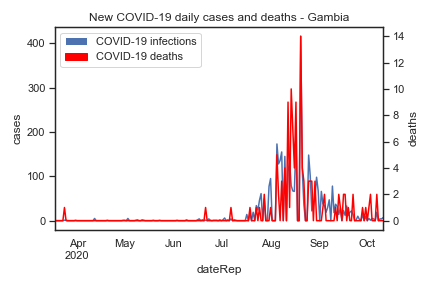 New COVID-19 daily cases and deaths - Gambia
COVID-19 infections
COVID-19 deaths
400
300
200
100
0
cases
14
12
10
8
6
4
2
0
deaths
Apr May Jun Jul Aug Sep Oct
2020
dateRep